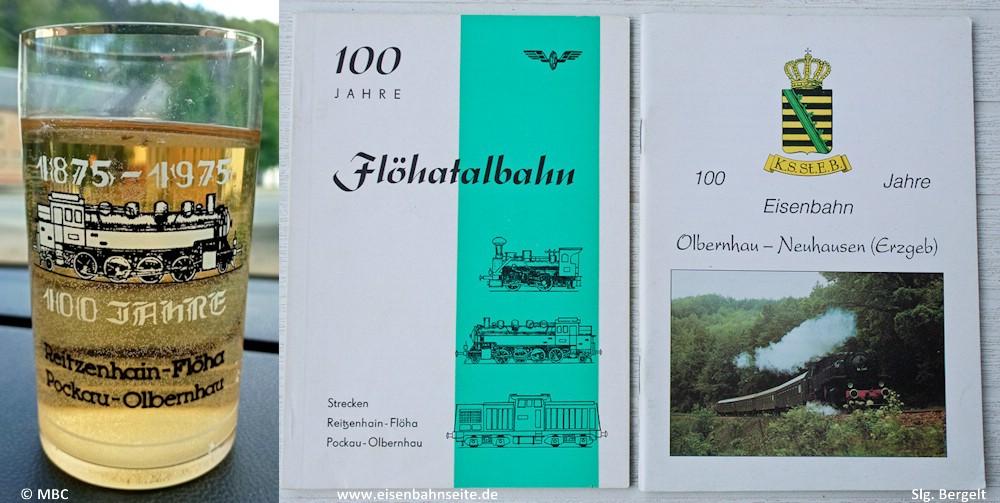 1875 - 1975
100 JAHRE
Reitzenhain-Flöha
Pockau-Olbernhau
© MBC
100
JAHRE
Flöhatalbahn
Strecken
Reitzenhain-Flöha
Pockau-Olbernhau
www.eisenbahnseite.de
K.S.St.E.B.
100 Jahre
Eisenbahn
Olbernhau – Neuhausen (Erzgeb)
Slg. Bergelt